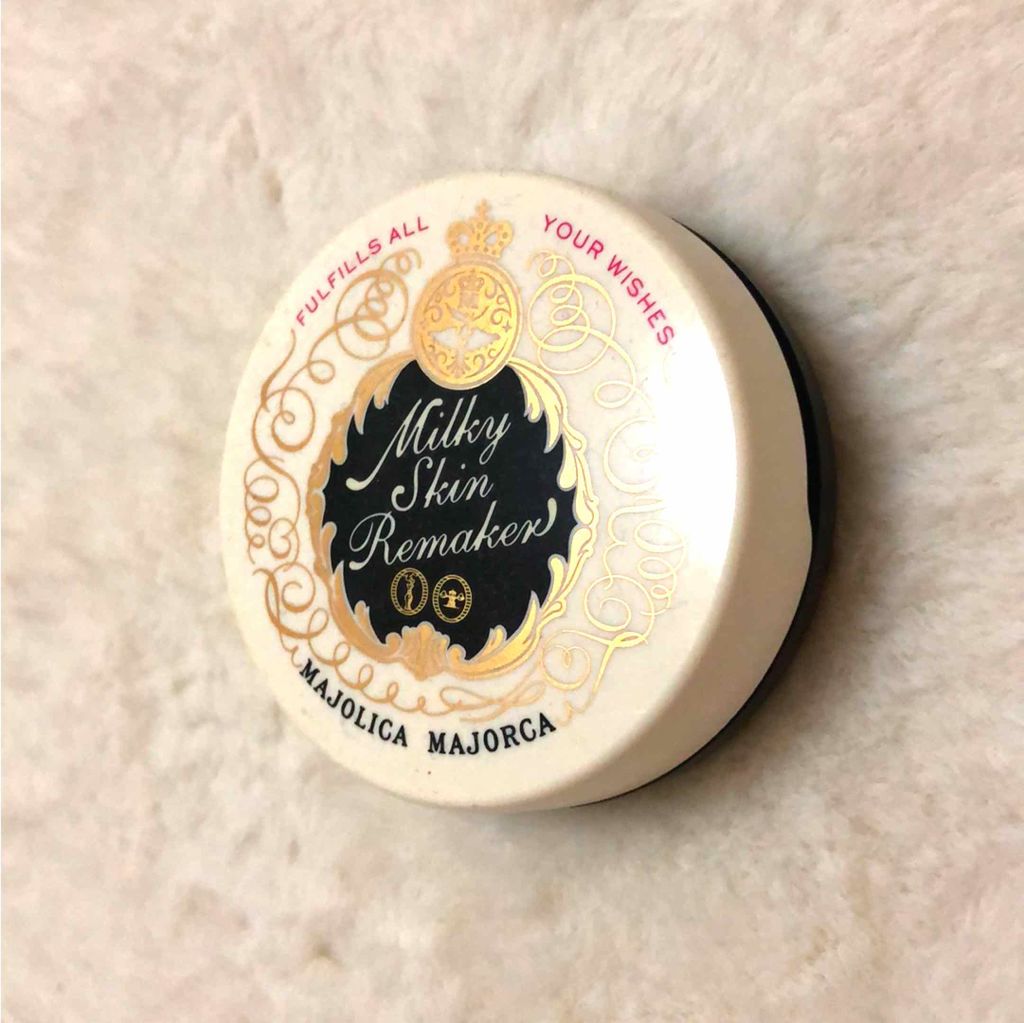 FULFILLS ALL YOUR WISHES
Milky
Skin
Remaker
MAJOLICA MAJORCA